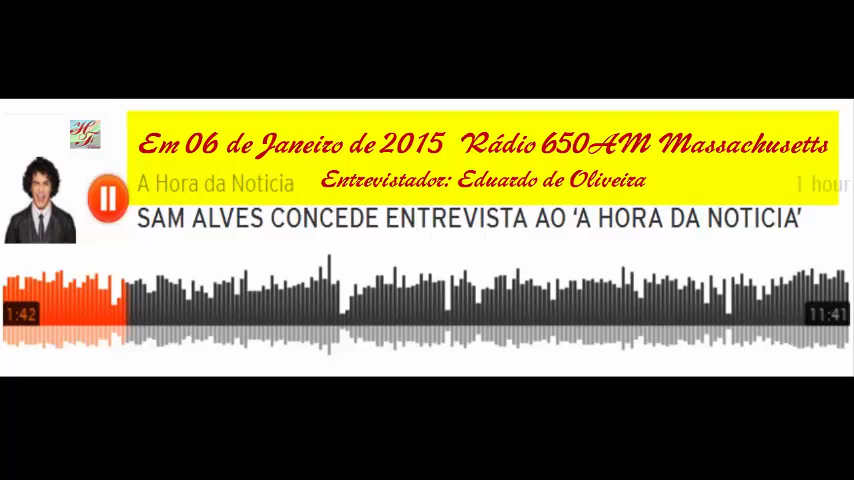 HF
Em 06 de Janeiro de 2015 Rádio 650AM Massachusetts
A Hora da Noticia
Entrevistador: Eduardo de Oliveira
1 hour
SAM ALVES CONCEDE ENTREVISTA AO ‘A HORA DA NOTICIA’
1:42
11:41